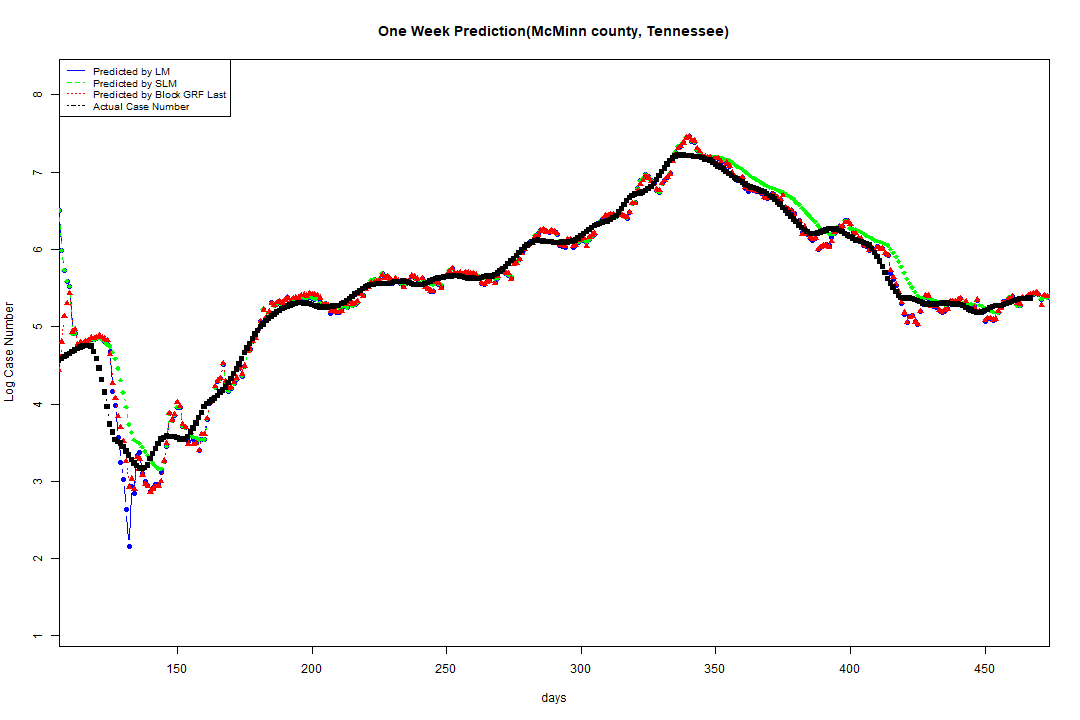 One Week Prediction(McMinn county, Tennessee)
Predicted by LM
Predicted by SLM
Predicted by Block GRF Last
Actual Case Number
8
7
6
5
4
3
2
1
Log Case Number
150 200 250 300 350 400 450
days